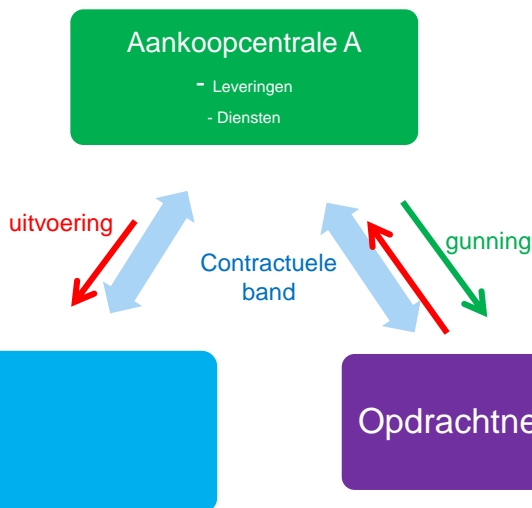 Aankoopcentrale A
- Leveringen
- Diensten
uitvoering
gunning
Contractuele
band
Opdrachtne